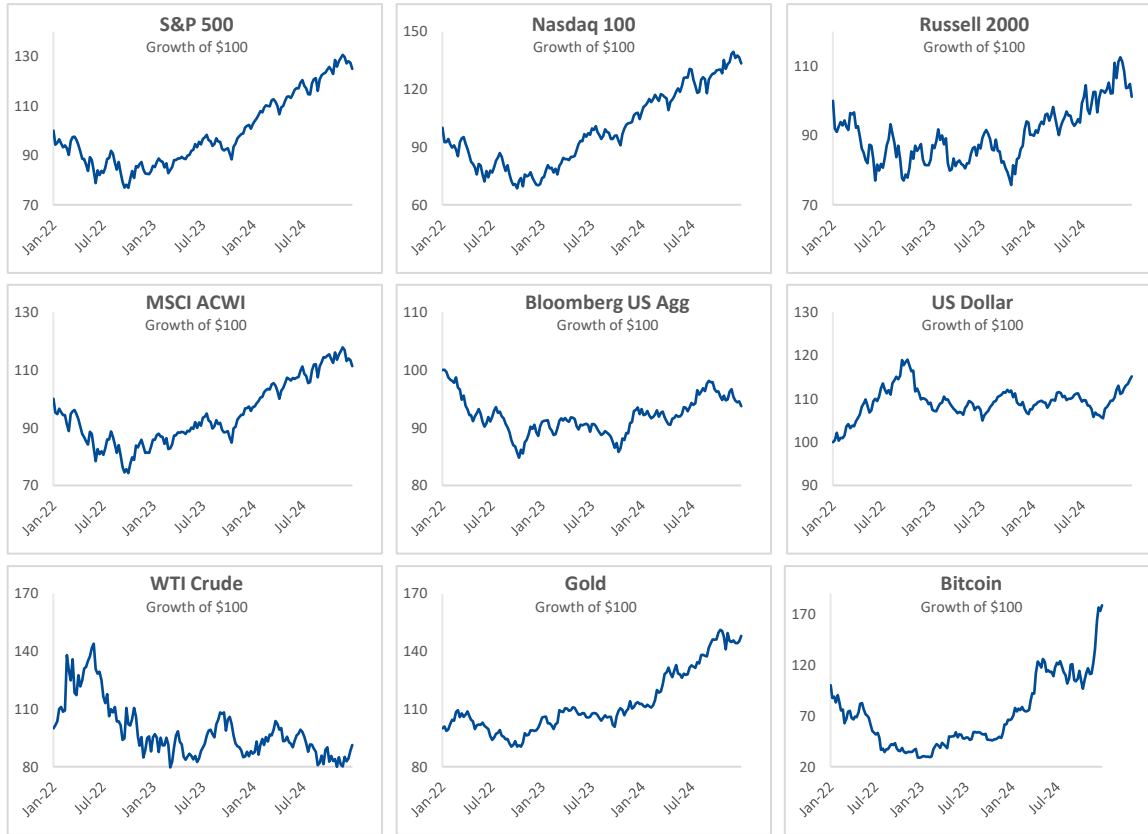 S&P 500
Growth of $100
130
110
90
70
Jan-22
Jul-22
Jan-23
Jul-23
Jan-24
Jul-24
Nasdaq 100
Growth of $100
150
120
90
60
Jan-22
Jul-22
Jan-23
Jul-23
Jan-24
Jul-24
Russell 2000
Growth of $100
110
90
70
Jan-22
Jul-22
Jan-23
Jul-23
Jan-24
Jul-24
MSCI ACWI
Growth of $100
130
110
90
70
Jan-22
Jul-22
Jan-23
Jul-23
Jan-24
Jul-24
Bloomberg US Agg
Growth of $100
110
100
90
80
Jan-22
Jul-22
Jan-23
Jul-23
Jan-24
Jul-24
US Dollar
Growth of $100
130
120
110
100
90
Jan-22
Jul-22
Jan-23
Jul-23
Jan-24
Jul-24
WTI Crude
Growth of $100
170
140
110
80
Jan-22
Jul-22
Jan-23
Jul-23
Jan-24
Jul-24
Gold
Growth of $100
170
140
110
80
Jan-22
Jul-22
Jan-23
Jul-23
Jan-24
Jul-24
Bitcoin
Growth of $100
170
120
70
20
Jan-22
Jul-22
Jan-23
Jul-23
Jan-24
Jul-24